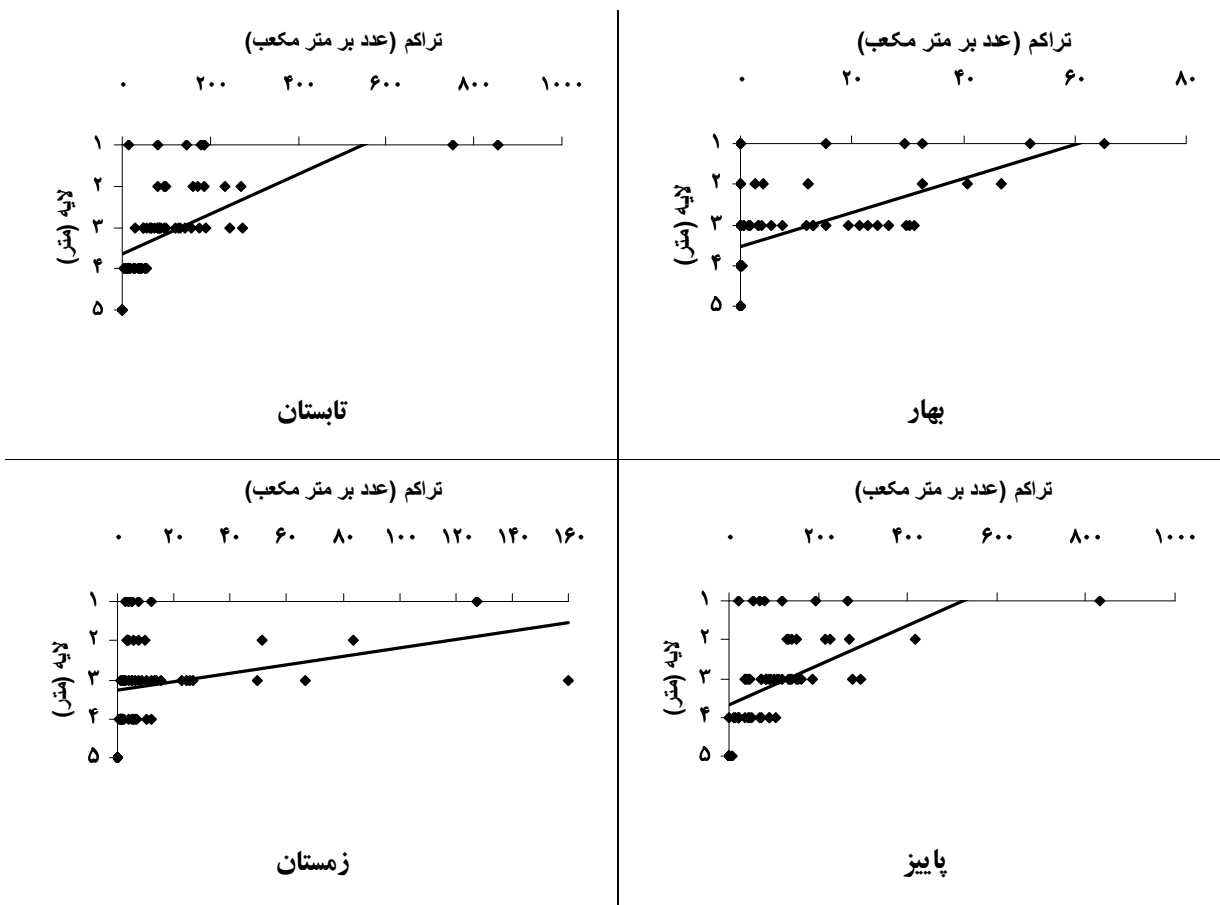 تراکم (عدد بر متر مکعب)
۰ ۲۰ ۴۰ ۶۰ ۸۰
لایه (متر)
۱
۲
۳
۴
۵
بهار
تراکم (عدد بر متر مکعب)
۰ ۲۰۰ ۴۰۰ ۶۰۰ ۸۰۰ ۱۰۰۰
لایه (متر)
۱
۲
۳
۴
۵
تابستان
تراکم (عدد بر متر مکعب)
۰ ۲۰۰ ۴۰۰ ۶۰۰ ۸۰۰ ۱۰۰۰
لایه (متر)
۱
۲
۳
۴
۵
پاییز
تراکم (عدد بر متر مکعب)
۰ ۲۰ ۴۰ ۶۰ ۸۰ ۱۰۰ ۱۲۰ ۱۴۰ ۱۶۰
لایه (متر)
۱
۲
۳
۴
۵
زمستان